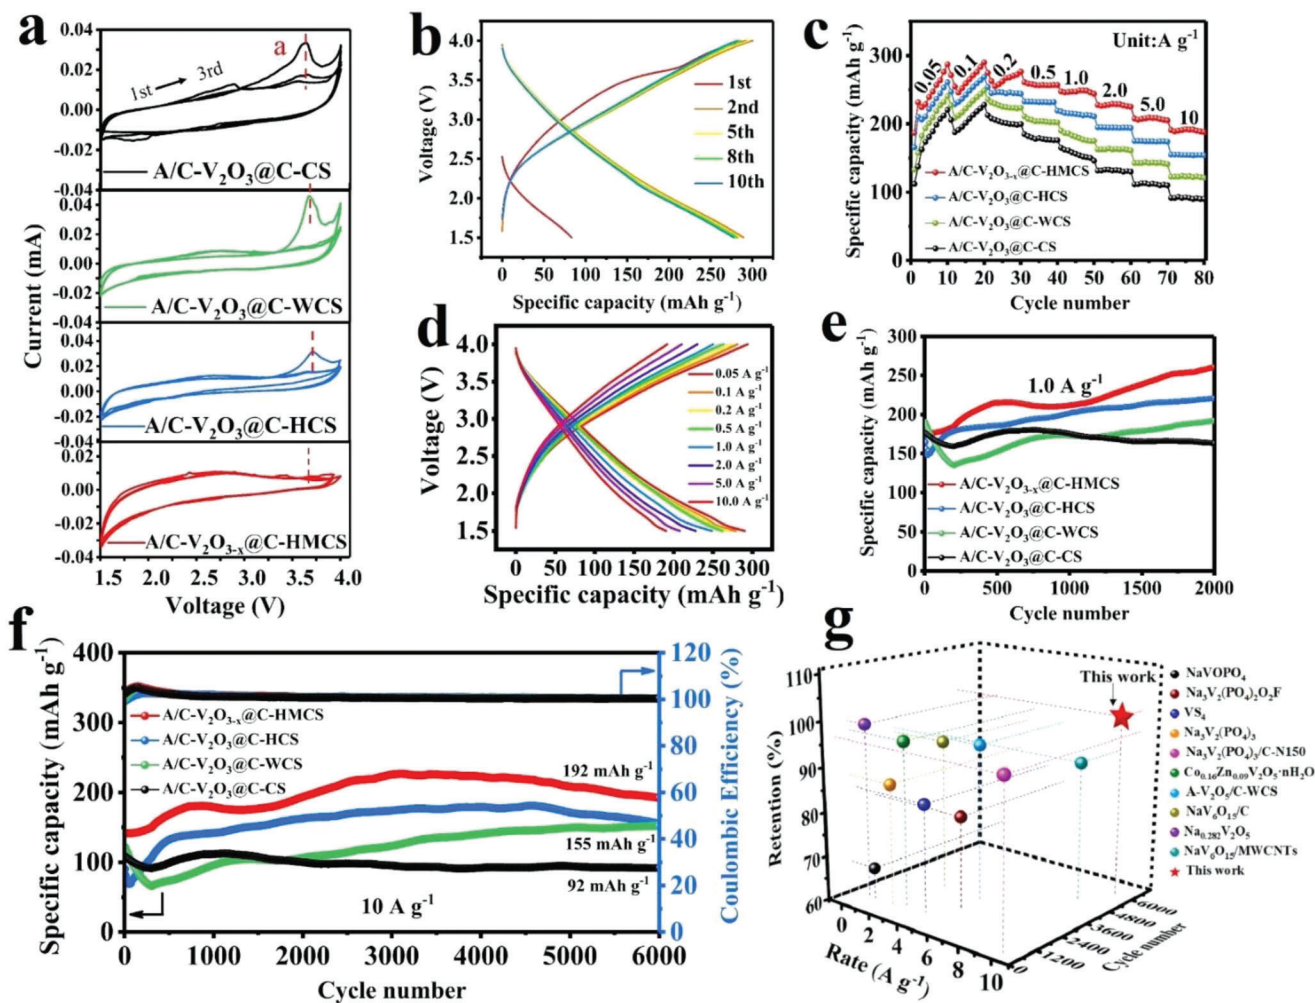 a
0.04
0.02
0.00
-0.02
-0.04
a
1st
3rd
A/C-V₂O₃@C-CS
0.04
0.02
0.00
-0.02
-0.04
A/C-V₂O₃@C-WCS
0.04
0.02
0.00
-0.02
-0.04
A/C-V₂O₃@C-HCS
0.02
0.00
-0.02
-0.04
A/C-V₂O₃₋ₓ@C-HMCS
1.5 2.0 2.5 3.0 3.5 4.0
Voltage (V)
Current (mA)
b
4.0
3.5
3.0
2.5
2.0
1.5
Voltage (V)
1st
2nd
5th
8th
10th
0 50 100 150 200 250 300
Specific capacity (mAh g⁻¹)
c
Unit:A g⁻¹
300
200
100
0
Specific capacity (mAh g⁻¹)
0.05 0.1 0.2 0.5 1.0 2.0 5.0 10
A/C-V₂O₃₋ₓ@C-HMCS
A/C-V₂O₃@C-HCS
A/C-V₂O₃@C-WCS
A/C-V₂O₃@C-CS
0 10 20 30 40 50 60 70 80
Cycle number
d
4.0
3.5
3.0
2.5
2.0
1.5
Voltage (V)
0.05 A g⁻¹
0.1 A g⁻¹
0.2 A g⁻¹
0.5 A g⁻¹
1.0 A g⁻¹
2.0 A g⁻¹
5.0 A g⁻¹
10.0 A g⁻¹
0 50 100 150 200 250 300
Specific capacity (mAh g⁻¹)
e
300
250
200
150
100
50
0
Specific capacity (mAh g⁻¹)
1.0 A g⁻¹
A/C-V₂O₃₋ₓ@C-HMCS
A/C-V₂O₃@C-HCS
A/C-V₂O₃@C-WCS
A/C-V₂O₃@C-CS
0 500 1000 1500 2000
Cycle number
f
400
300
200
100
0
Specific capacity (mAh g⁻¹)
A/C-V₂O₃₋ₓ@C-HMCS
A/C-V₂O₃@C-HCS
A/C-V₂O₃@C-WCS
A/C-V₂O₃@C-CS
192 mAh g⁻¹
155 mAh g⁻¹
92 mAh g⁻¹
10 A g⁻¹
120
100
80
60
40
20
0
Coulombic Efficiency (%)
0 1000 2000 3000 4000 5000 6000
Cycle number
g
110
100
90
80
70
60
Retention (%)
This work
0 2 4 6 8 10
Rate (A g⁻¹)
0 1200 2400 3600 4800 6000
Cycle number
NaVOPO₄
Na₃V₂(PO₄)₂O₂F
VS₄
Na₃V₂(PO₄)₃
Na₃V₂(PO₄)₃/C-N150
Co₀.₁₆Zn₀.₀₉V₂O₅·nH₂O
A-V₂O₅/C-WCS
NaV₆O₁₅/C
Na₀.₂₈₂V₂O₅
NaV₆O₁₅/MWCNTs
This work